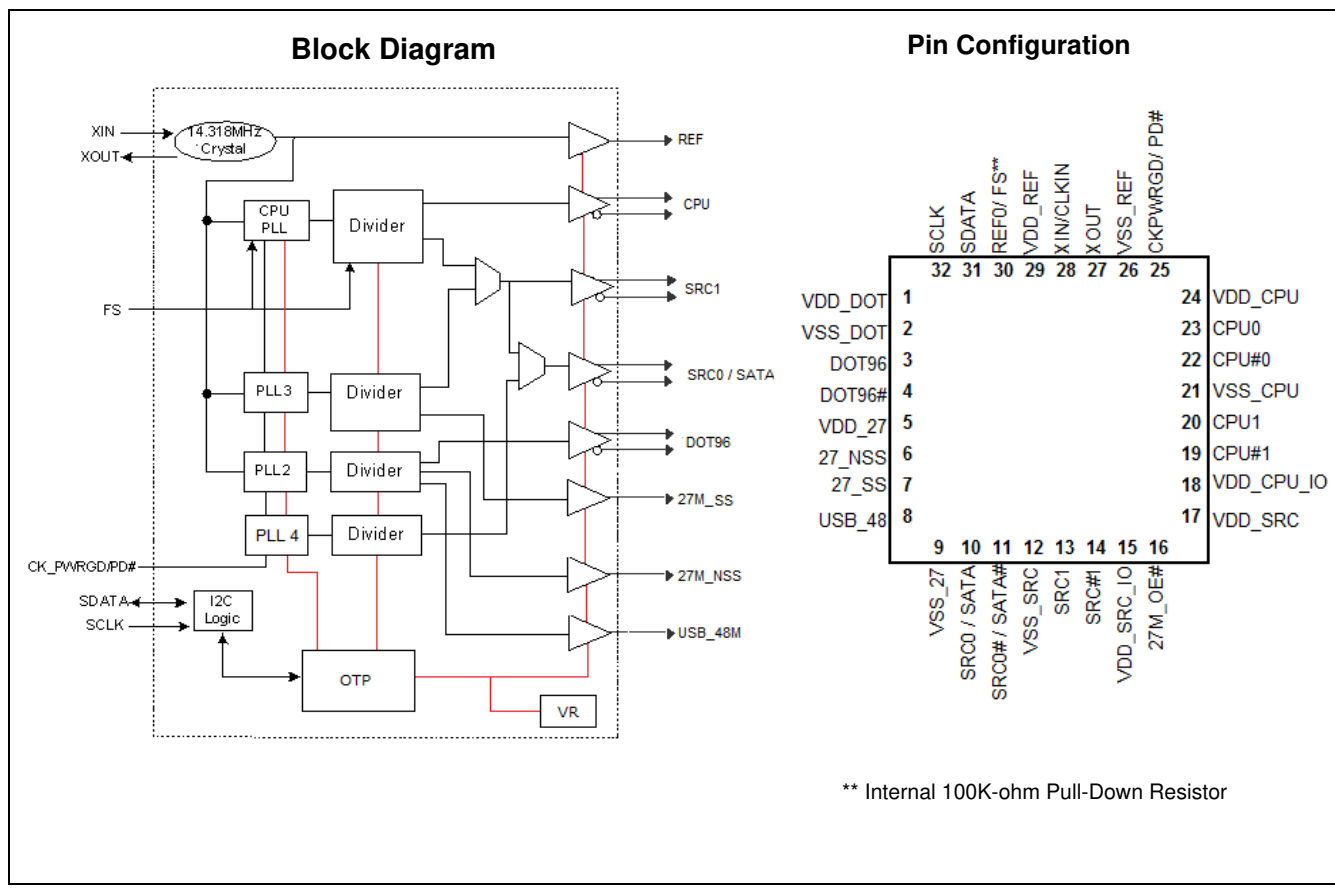 Block Diagram
XIN
XOUT
14.318MHz
Crystal
REF
CPU
PLL
Divider
CPU
SRC1
FS
PLL3
Divider
SRC0 / SATA
PLL2
Divider
DOT96
27M_SS
PLL 4
Divider
CK_PWRGD/PD#
27M_NSS
SDATA
SCLK
I2C
Logic
USB_48M
OTP
VR
Pin Configuration
SCLK
SDATA
REF0/ FS**
VDD_REF
XIN/CLKIN
XOUT
VSS_REF
CKPWRGD/ PD#
32 31 30 29 28 27 26 25
VDD_DOT 1
VSS_DOT 2
DOT96 3
DOT96# 4
VDD_27 5
27_NSS 6
27_SS 7
USB_48 8
24 VDD_CPU
23 CPU0
22 CPU#0
21 VSS_CPU
20 CPU1
19 CPU#1
18 VDD_CPU_IO
17 VDD_SRC
9 10 11 12 13 14 15 16
VSS_27
SRC0 / SATA
SRC0# / SATA#
VSS_SRC
SRC1
SRC#1
VDD_SRC_IO
27M_OE#
** Internal 100K-ohm Pull-Down Resistor